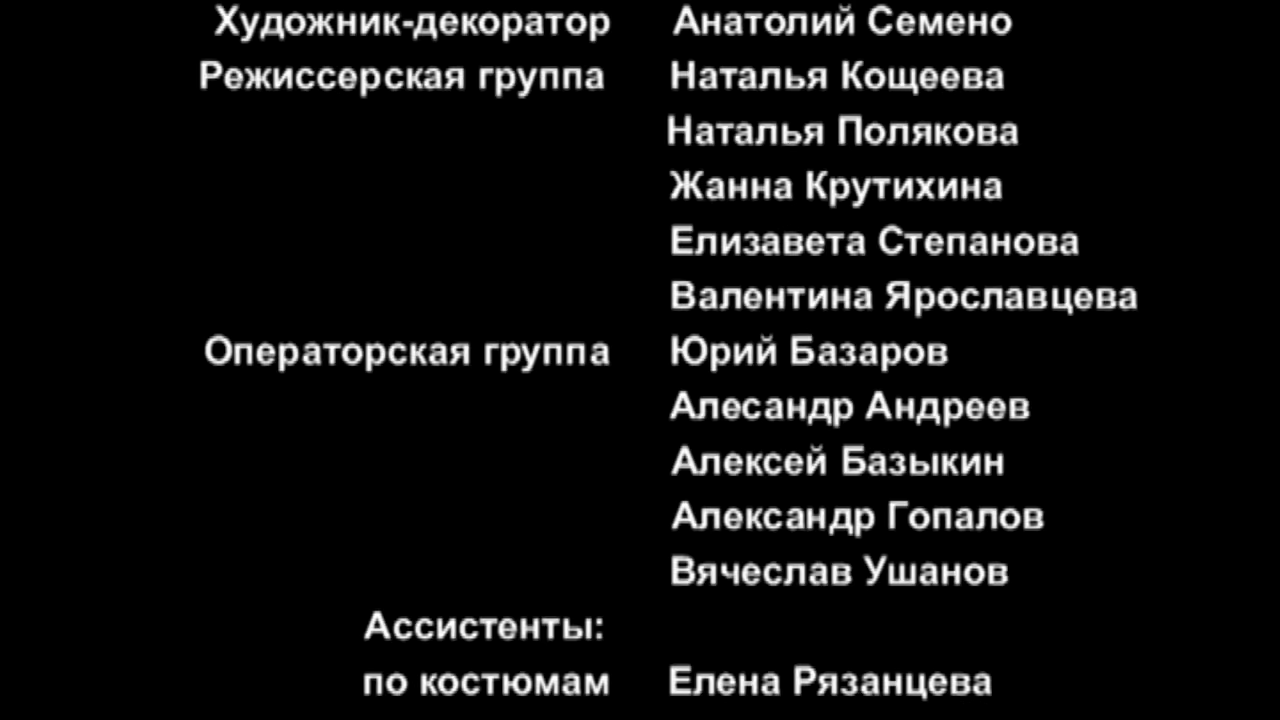 Художник-декоратор Анатолий Семено
Режиссерская группа Наталья Кощеева
Наталья Полякова
Жанна Крутихина
Елизавета Степанова
Валентина Ярославцева
Операторская группа Юрий Базаров
Алесандр Андреев
Алексей Базыкин
Александр Гопалов
Вячеслав Ушанов
Ассистенты:
по костюмам Елена Рязанцева